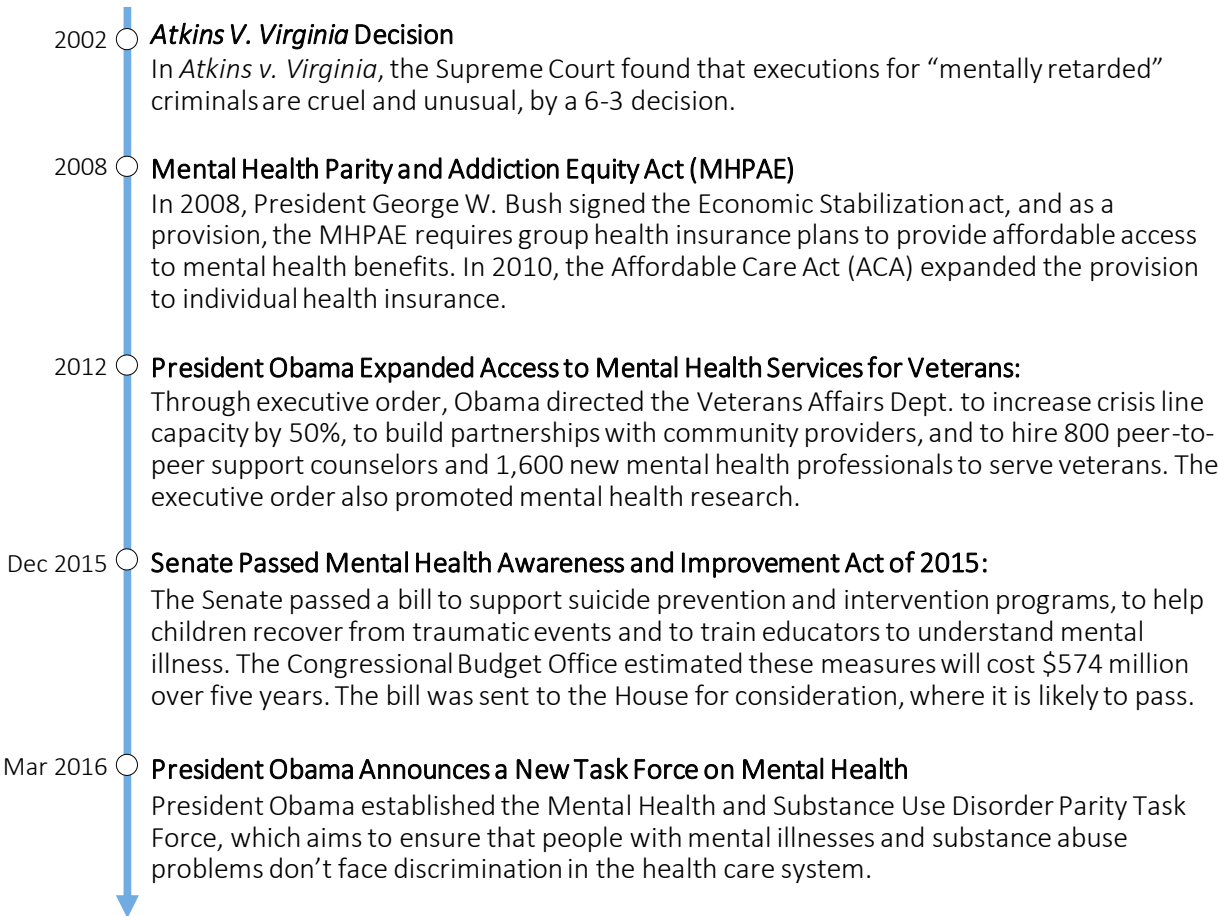 2002
Atkins V. Virginia Decision
In Atkins v. Virginia, the Supreme Court found that executions for “mentally retarded”
criminals are cruel and unusual, by a 6-3 decision.
2008
Mental Health Parity and Addiction Equity Act (MHPAE)
In 2008, President George W. Bush signed the Economic Stabilization act, and as a
provision, the MHPAE requires group health insurance plans to provide affordable access
to mental health benefits. In 2010, the Affordable Care Act (ACA) expanded the provision
to individual health insurance.
2012
President Obama Expanded Access to Mental Health Services for Veterans:
Through executive order, Obama directed the Veterans Affairs Dept. to increase crisis line
capacity by 50%, to build partnerships with community providers, and to hire 800 peer-to-
peer support counselors and 1,600 new mental health professionals to serve veterans. The
executive order also promoted mental health research.
Dec 2015
Senate Passed Mental Health Awareness and Improvement Act of 2015:
The Senate passed a bill to support suicide prevention and intervention programs, to help
children recover from traumatic events and to train educators to understand mental
illness. The Congressional Budget Office estimated these measures will cost $574 million
over five years. The bill was sent to the House for consideration, where it is likely to pass.
Mar 2016
President Obama Announces a New Task Force on Mental Health
President Obama established the Mental Health and Substance Use Disorder Parity Task
Force, which aims to ensure that people with mental illnesses and substance abuse
problems don’t face discrimination in the health care system.